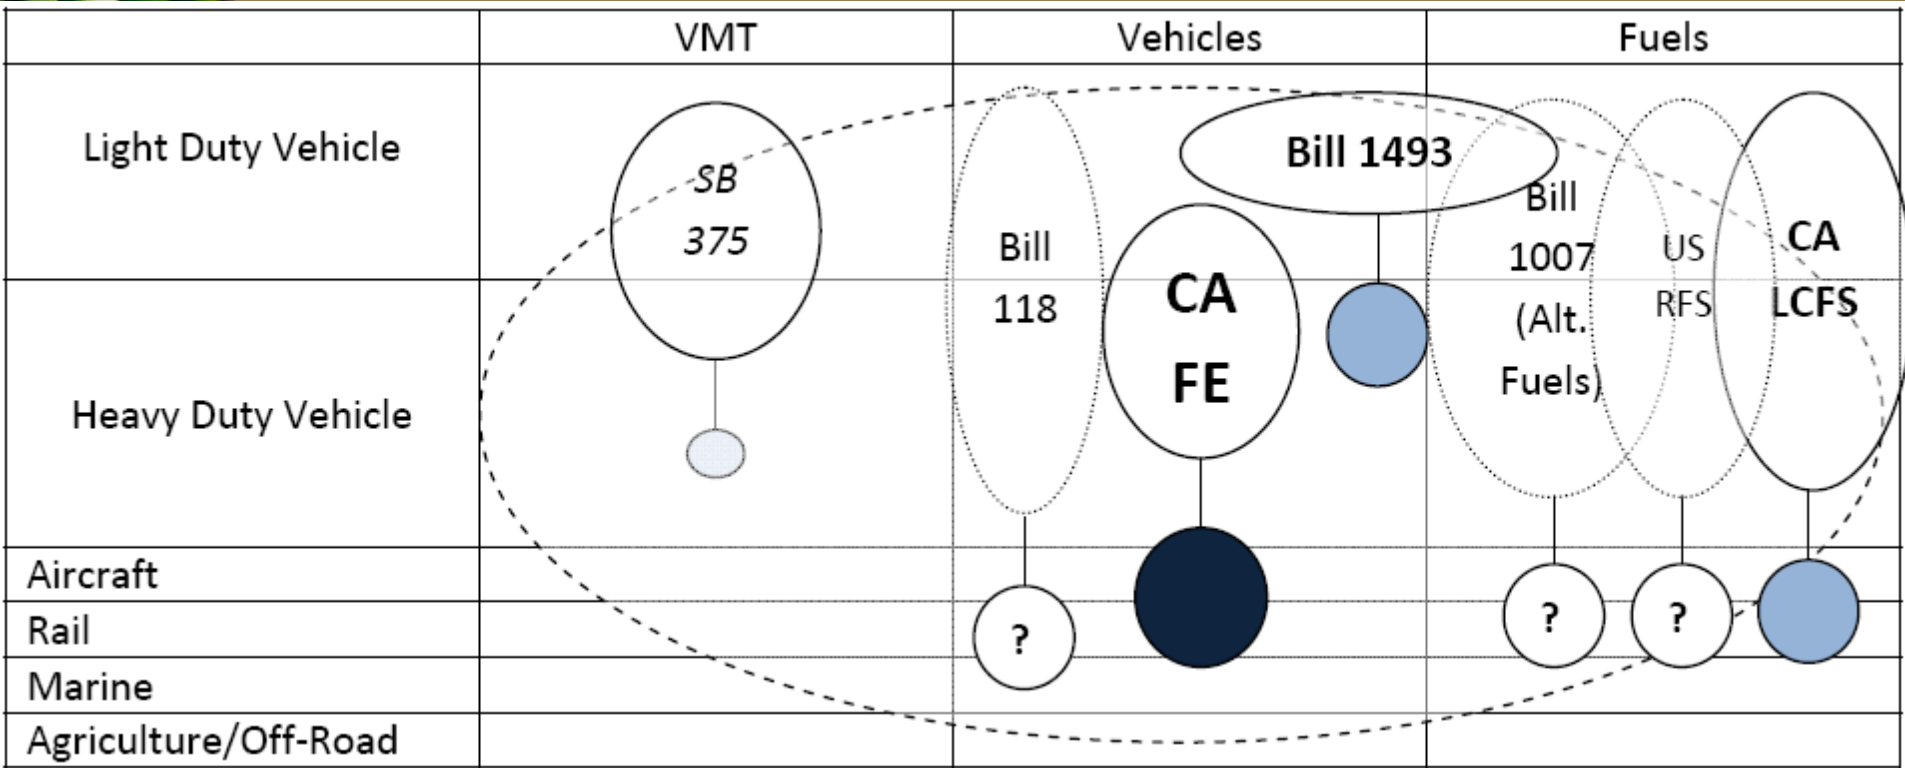 VMT
Vehicles
Fuels
Light Duty Vehicle
SB
375
Bill
118
Bill 1493
CA
FE
Bill
1007
(Alt.
Fuels)
US
RFS
CA
LCFS
Heavy Duty Vehicle
Aircraft
Rail
Marine
Agriculture/Off-Road
?
?
?